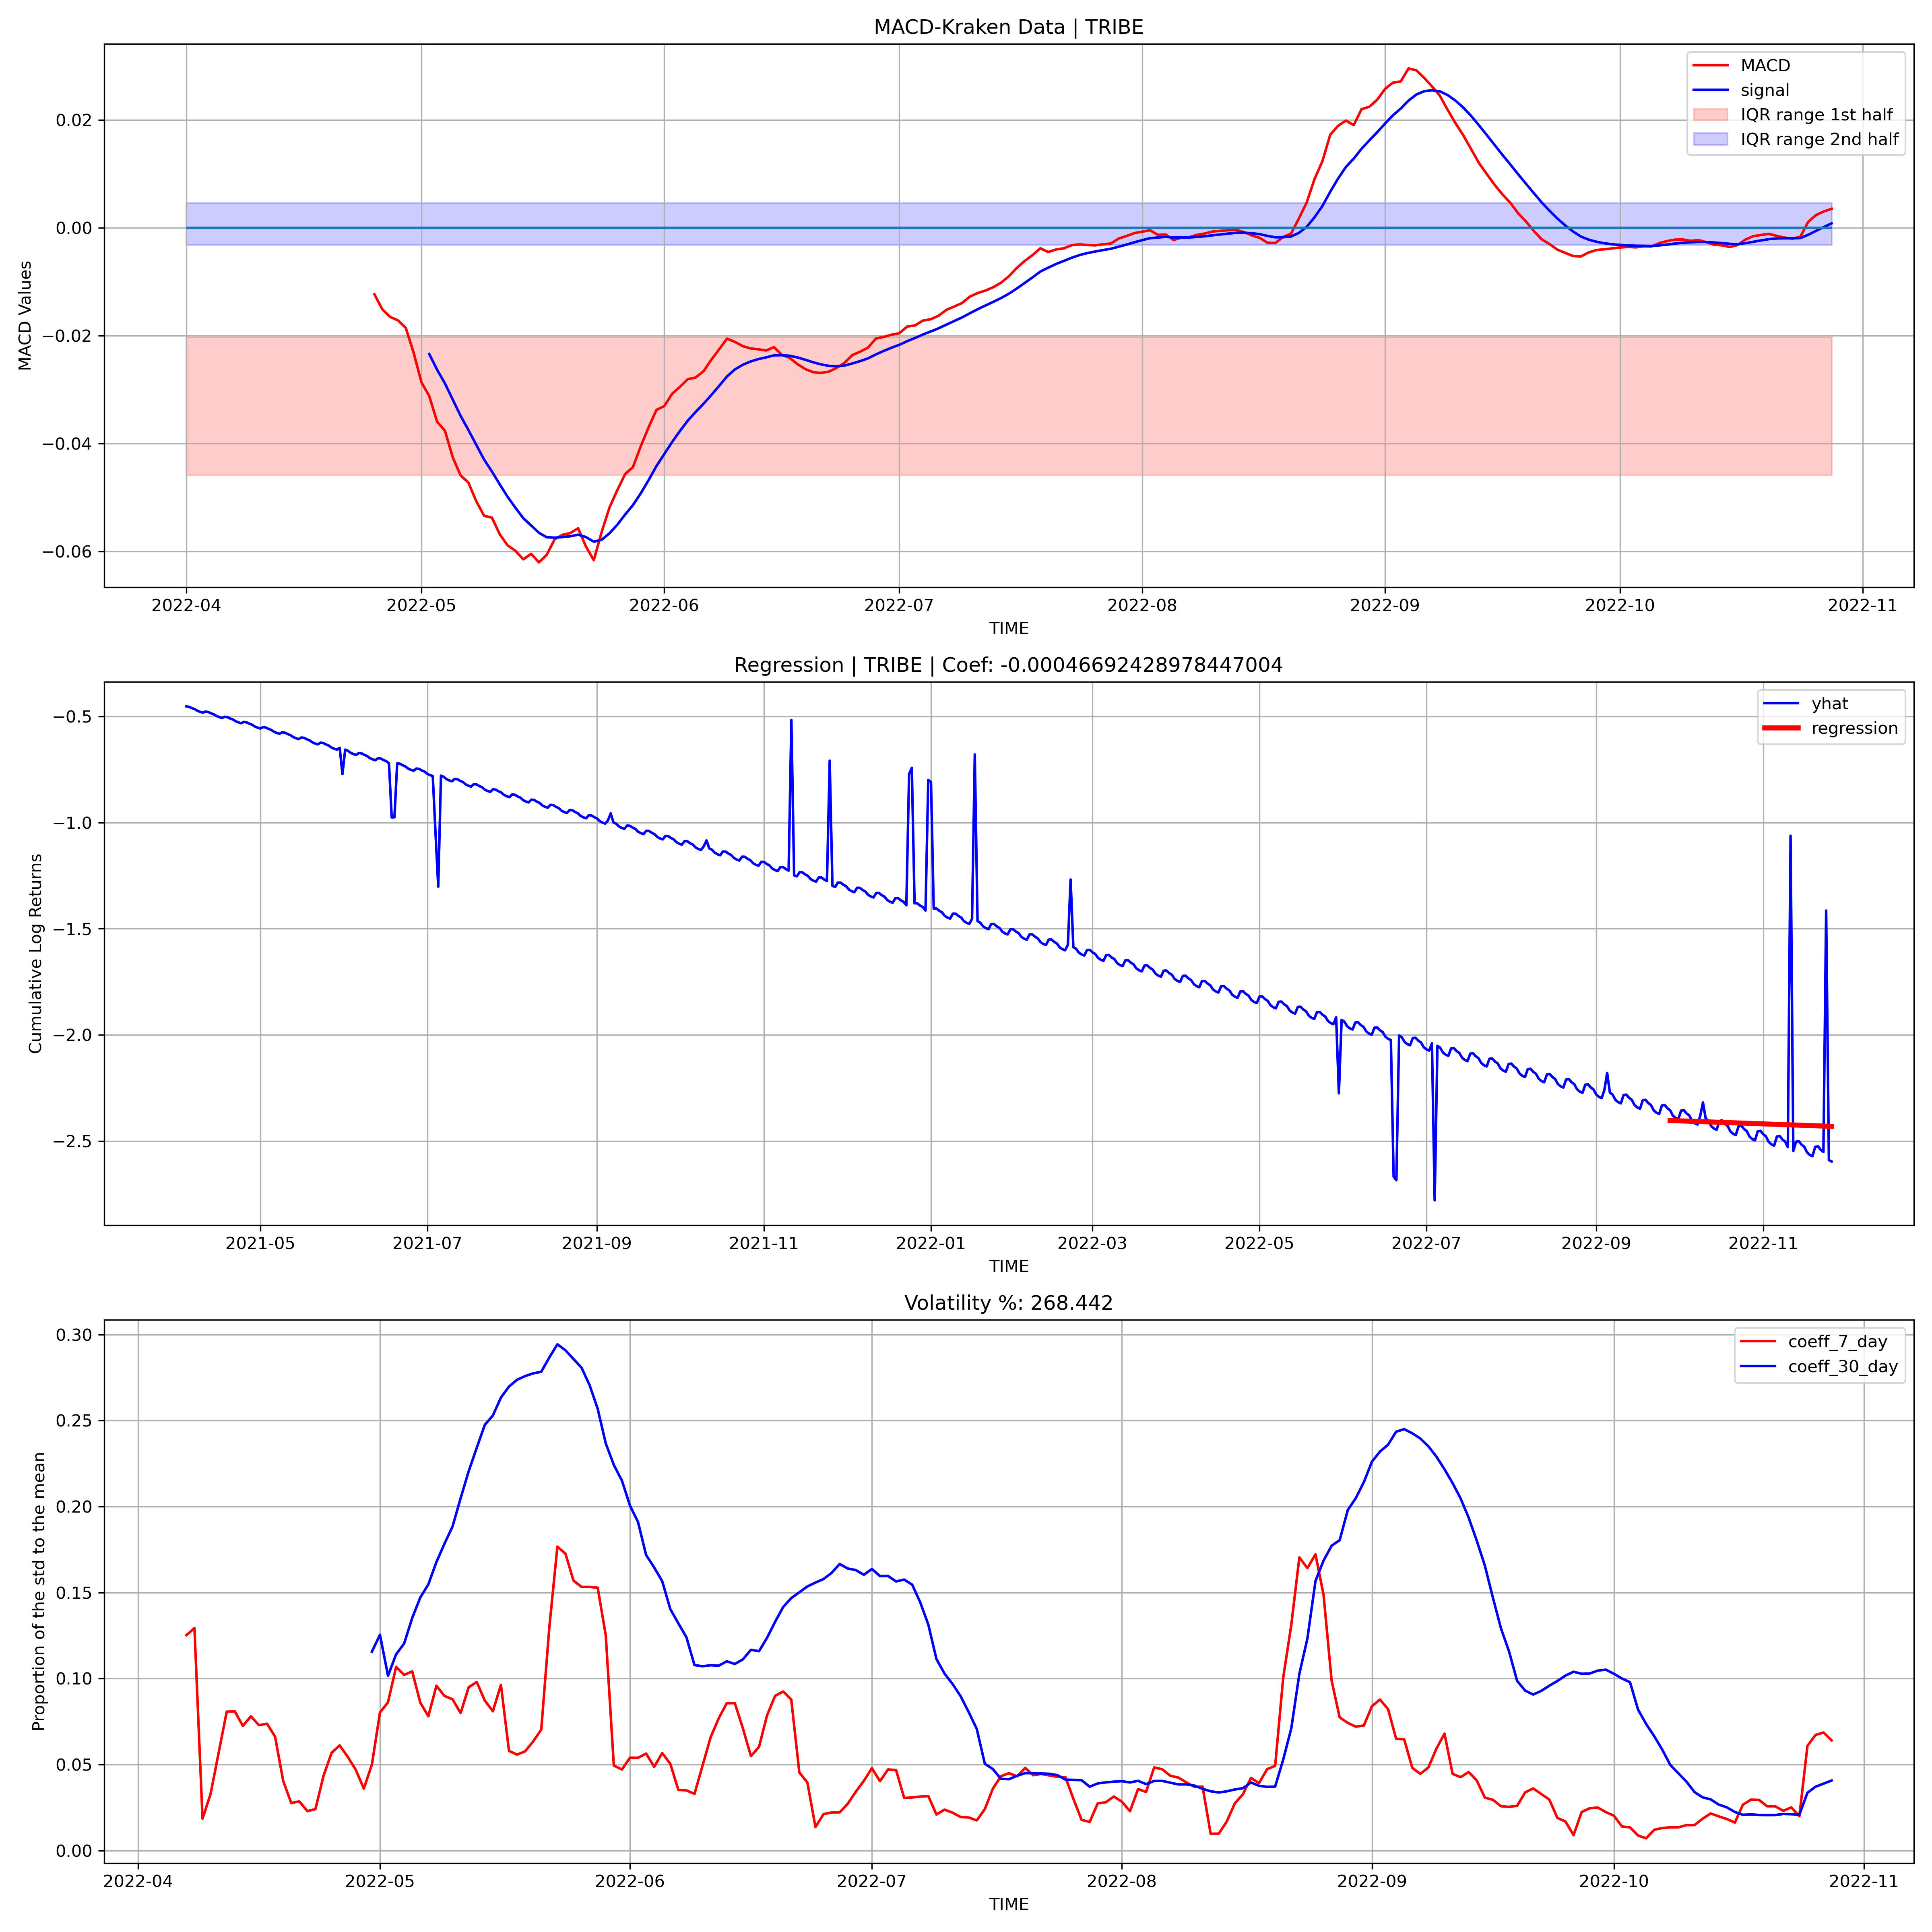 MACD-Kraken Data | TRIBE
MACD
signal
IQR range 1st half
IQR range 2nd half
0.02
0.00
−0.02
−0.04
−0.06
MACD Values
2022-04 2022-05 2022-06 2022-07 2022-08 2022-09 2022-10 2022-11
TIME
Regression | TRIBE | Coef: -0.00046692428978447004
yhat
regression
−0.5
−1.0
−1.5
−2.0
−2.5
Cumulative Log Returns
2021-05 2021-07 2021-09 2021-11 2022-01 2022-03 2022-05 2022-07 2022-09 2022-11
TIME
Volatility %: 268.442
coeff_7_day
coeff_30_day
0.30
0.25
0.20
0.15
0.10
0.05
0.00
Proportion of the std to the mean
2022-04 2022-05 2022-06 2022-07 2022-08 2022-09 2022-10 2022-11
TIME